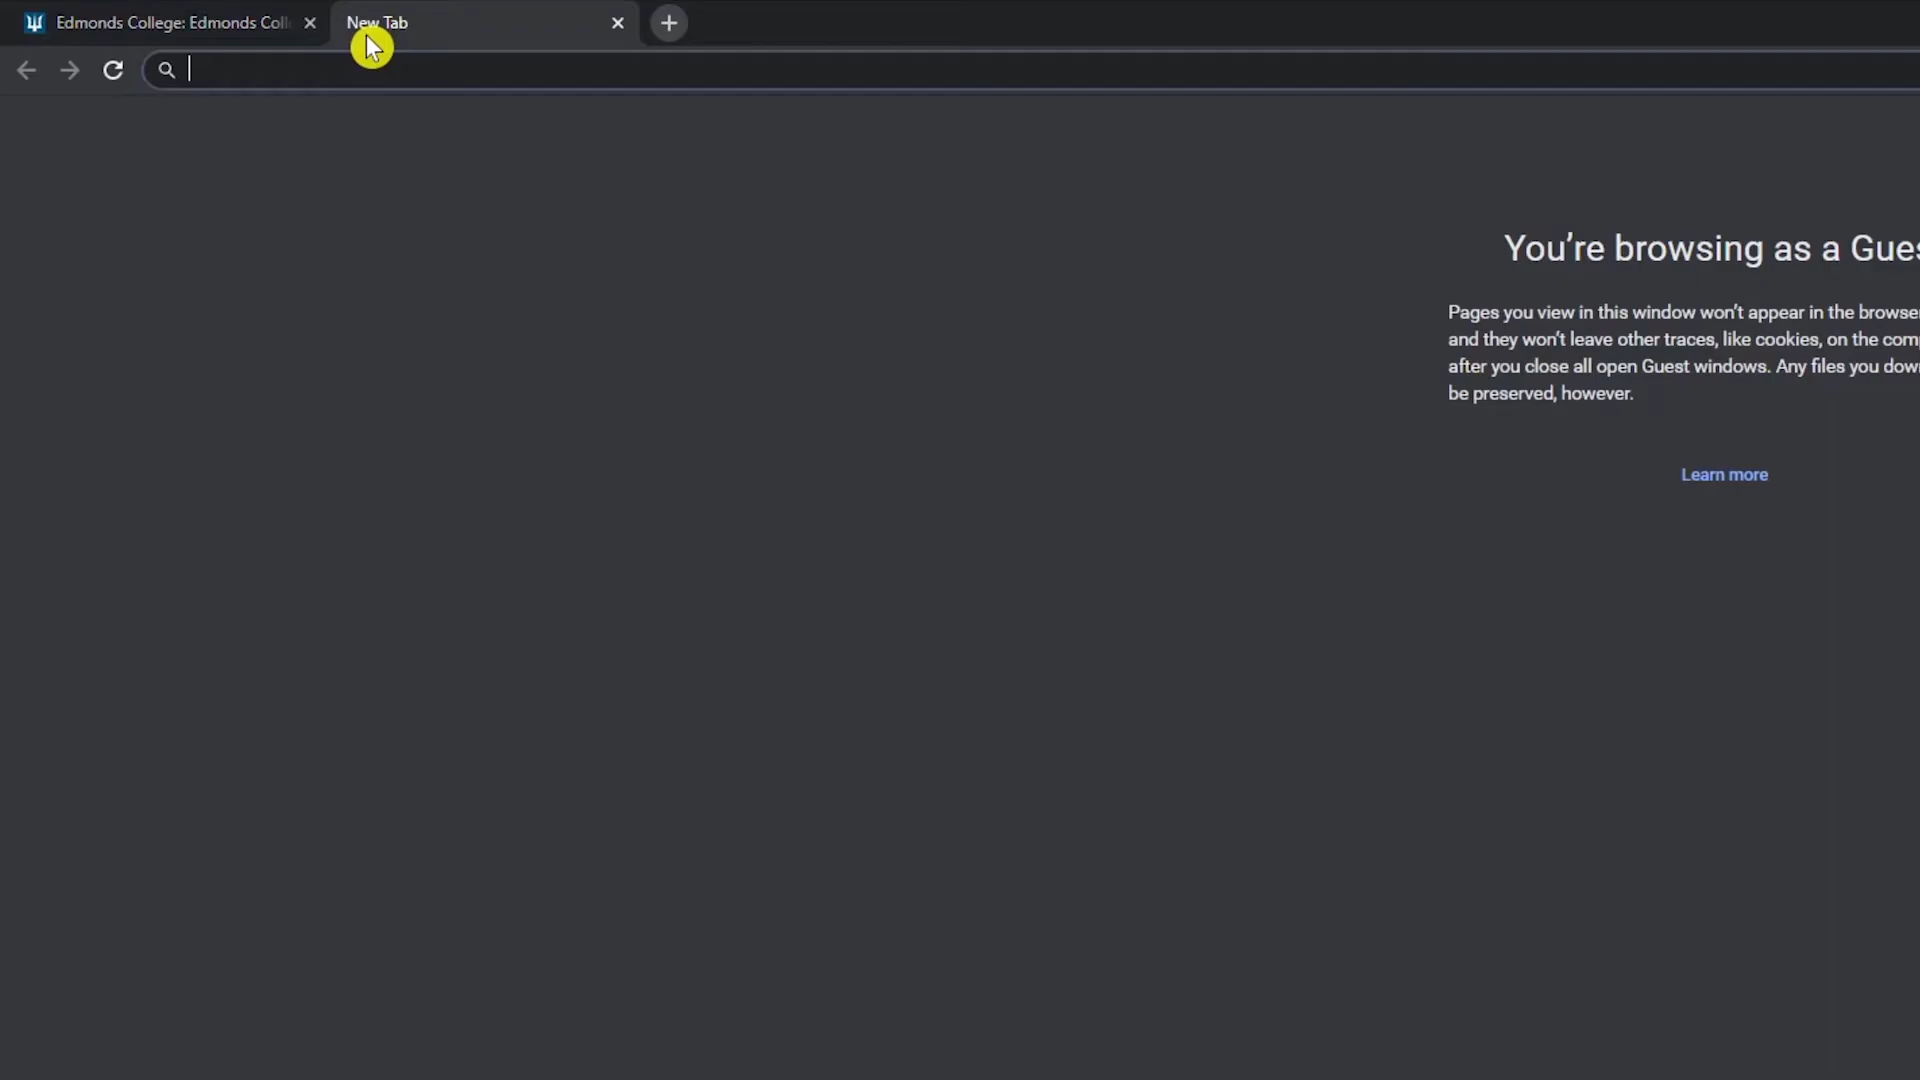 Edmonds College: Edmonds Coll
New Tab
You’re browsing as a Gues
Pages you view in this window won’t appear in the browse
and they won’t leave other traces, like cookies, on the com
after you close all open Guest windows. Any files you dow
be preserved, however.
Learn more